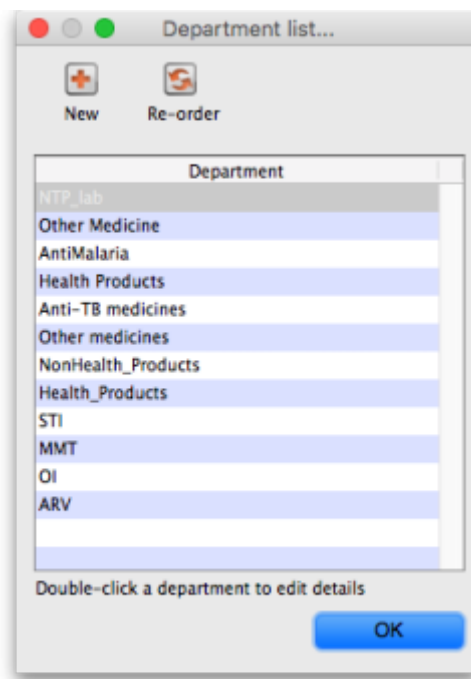 Department list...
New Re-order
Department
NTP_lab
Other Medicine
AntiMalaria
Health Products
Anti-TB medicines
Other medicines
NonHealth_Products
Health_Products
STI
MMT
OI
ARV
Double-click a department to edit details
OK